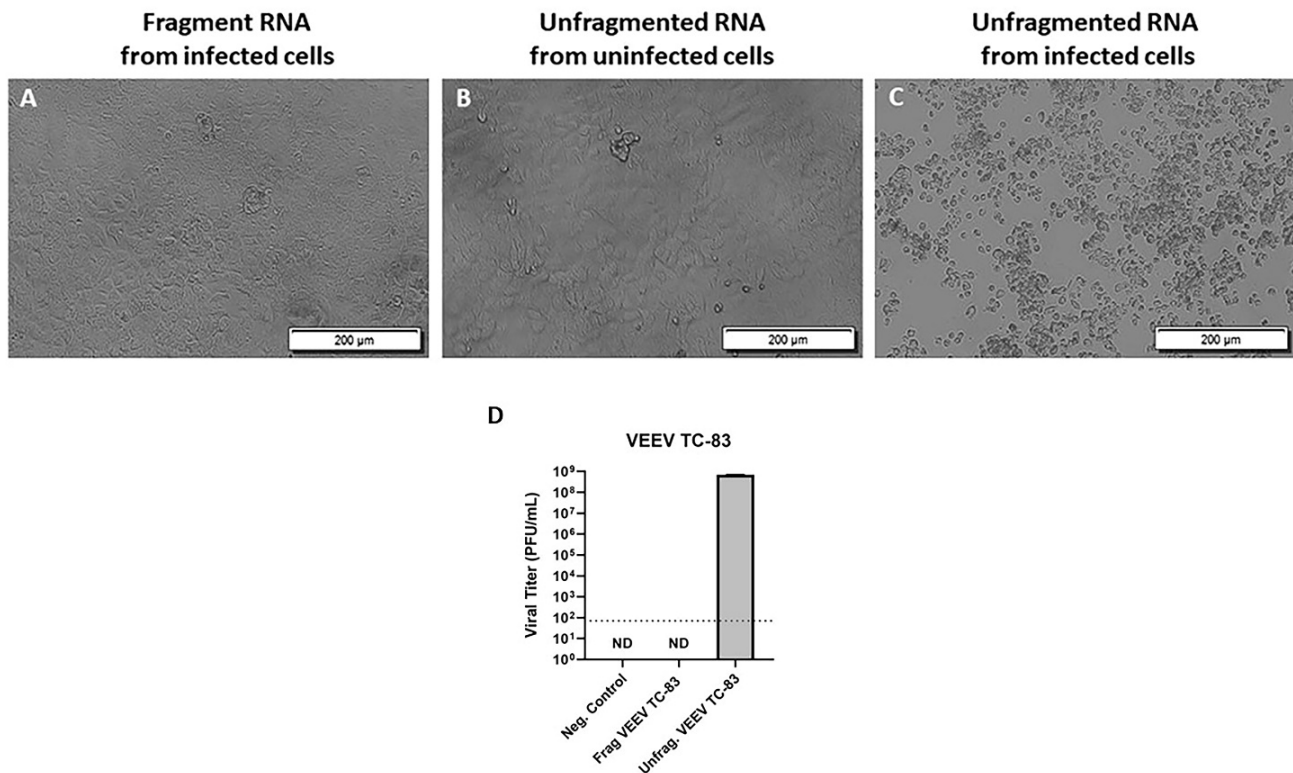 Fragment RNA
from infected cells
Unfragmented RNA
from uninfected cells
Unfragmented RNA
from infected cells
A
200 µm
B
200 µm
C
200 µm
D
VEEV TC-83
Viral Titer (PFU/mL)
10⁹
10⁸
10⁷
10⁶
10⁵
10⁴
10³
10²
10¹
10⁰
ND
ND
Neg. Control
Frag VEEV TC-83
Unfrag. VEEV TC-83